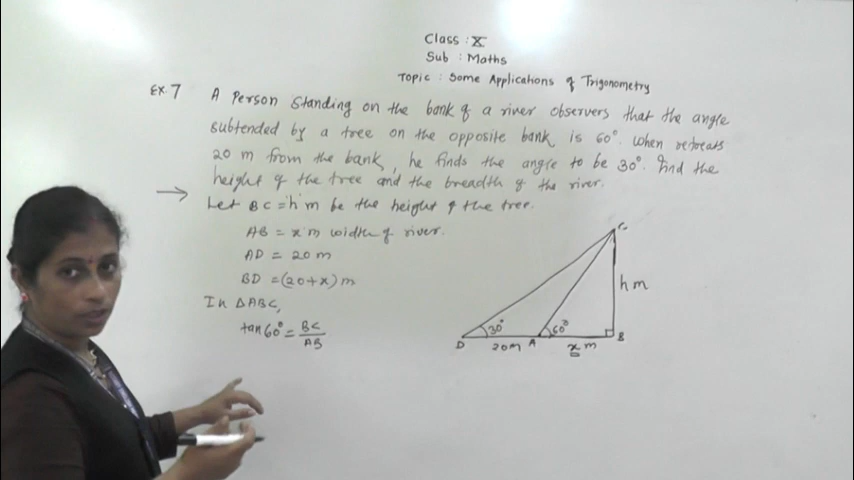 Class : X
Sub : Maths
Topic : Some Applications of Trigonometry
Ex. 7 A Person Standing on the bank of a river observers that the angle
subtended by a tree on the opposite bank is 60°. When retreats
20 m from the bank, he finds the angle to be 30°. Find the
height of the tree and the breadth of the river.
→ Let BC = h m be the height of the tree.
AB = x m width of river.
AD = 20 m
BD = (20+x) m
In ΔABC,
tan 60° = BC/AB
C
h m
30°
60°
D
20m
A
x m
B